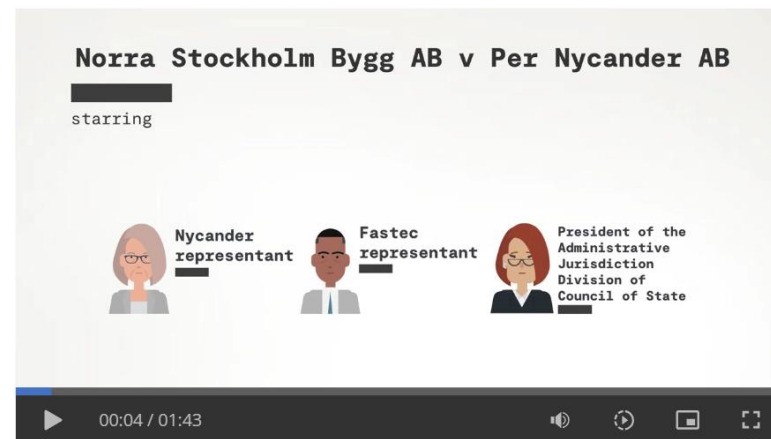 Norra Stockholm Bygg AB v Per Nycander AB
starring
Nycander
representant
Fastec
representant
President of the
Administrative
Jurisdiction
Division of
Council of State
00:04 / 01:43